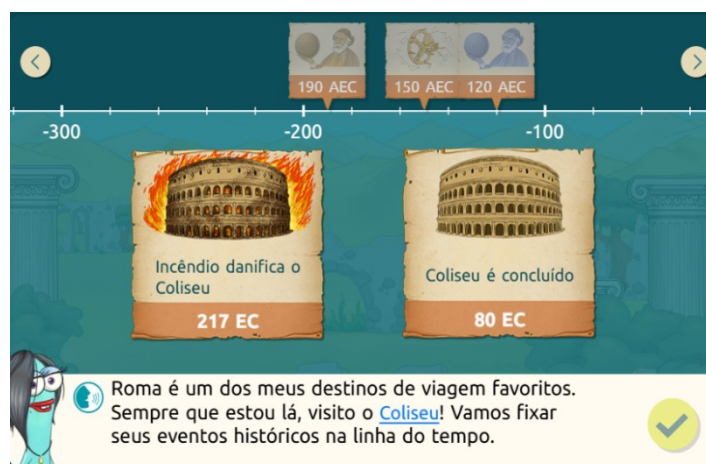 190 AEC
150 AEC
120 AEC
-300
-200
-100
Incêndio danifica o
Coliseu
217 EC
Coliseu é concluído
80 EC
Roma é um dos meus destinos de viagem favoritos.
Sempre que estou lá, visito o Coliseu! Vamos fixar
seus eventos históricos na linha do tempo.